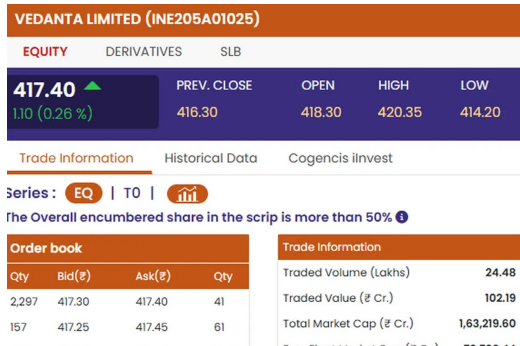 VEDANTA LIMITED (INE205A01025)
EQUITY DERIVATIVES SLB
417.40
1.10 (0.26 %)
PREV. CLOSE OPEN HIGH LOW
416.30 418.30 420.35 414.20
Trade Information Historical Data Cogencis iInvest
Series : EQ | T0 |
The Overall encumbered share in the scrip is more than 50%
Order book
Qty Bid(₹) Ask(₹) Qty
2,297 417.30 417.40 41
157 417.25 417.45 61
Trade Information
Traded Volume (Lakhs) 24.48
Traded Value (₹ Cr.) 102.19
Total Market Cap (₹ Cr.) 1,63,219.60